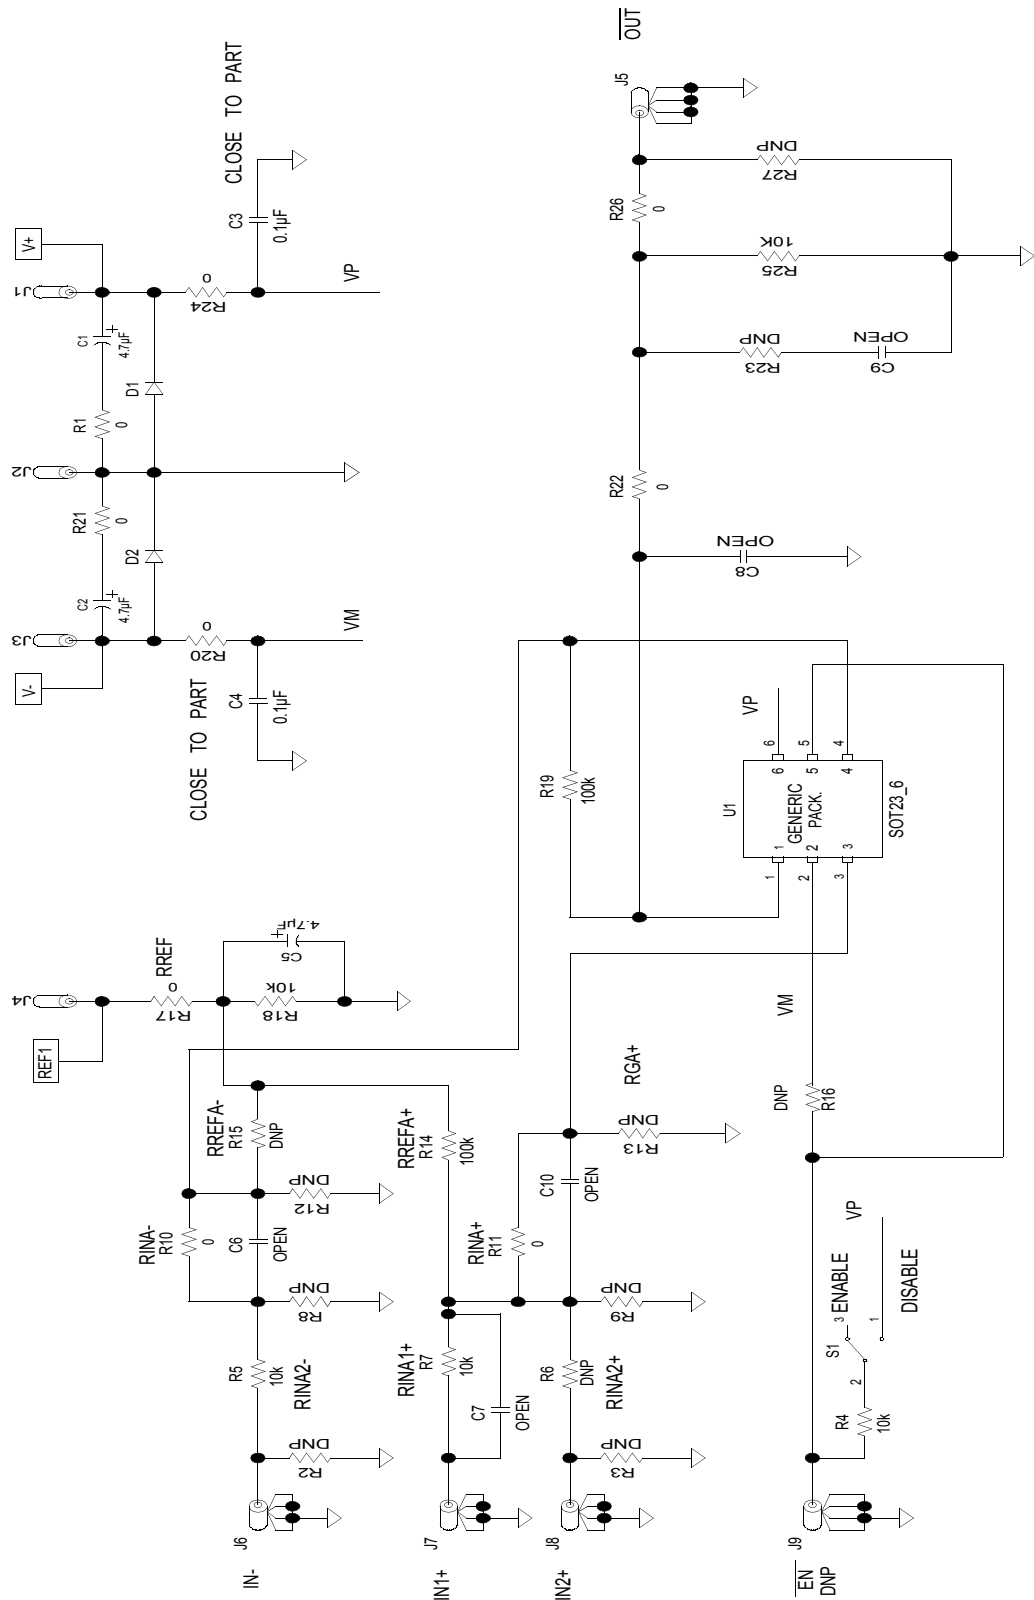 OUT
J5
CLOSE TO PART
C3
0.1µF
V+
J1
R24
0
VP
C1
+
4.7µF
R1
0
D1
J2
R21
0
D2
C2
+
4.7µF
J3
V-
R20
0
VM
C4
0.1µF
CLOSE TO PART
R27
DNP
R26
0
R25
10K
R23
DNP
C9
OPEN
R22
0
C8
OPEN
R19
100k
VP
6
5
4
U1
6
5
4
GENERIC
PACK.
1
2
3
SOT23_6
1
2
3
J4
REF1
R17
0
RREF
R18
10k
C5
+
4.7µF
RREFA-
R15
DNP
RREFA+
R14
100k
RINA-
R10
0
C6
OPEN
R12
DNP
R8
DNP
R5
10k
RINA2-
R2
DNP
J6
IN-
RINA1+
R7
10k
C7
OPEN
J7
IN1+
RINA+
R11
0
C10
OPEN
RGA+
R13
DNP
R9
DNP
R6
DNP
RINA2+
R3
DNP
J8
IN2+
VM
DNP
R16
VP
ENABLE
3
S1
1
DISABLE
2
R4
10k
J9
EN
DNP